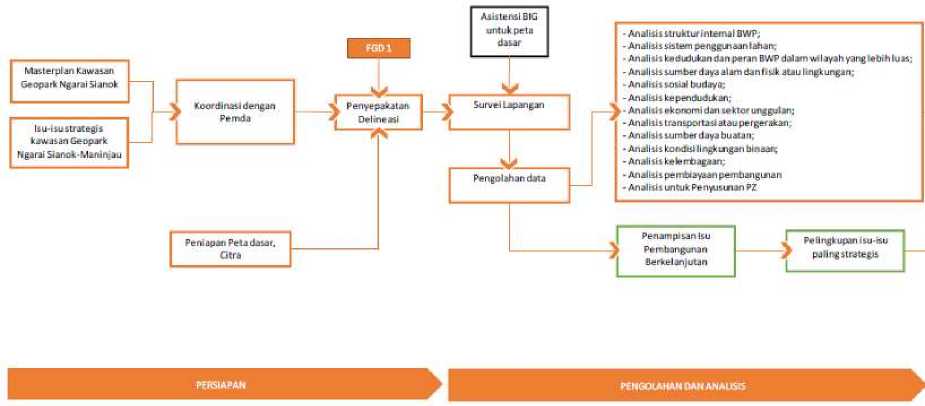 Masterplan Kawasan
Geopark Ngarai Sianok
Isu-isu strategis
kawasan Geopark
Ngarai Sianok-Maninjau
Koordinasi dengan
Pemda
FGD 1
Penyepakatan
Delineasi
Peniapan Peta dasar,
Citra
Asistensi BIG
untuk peta
dasar
Survei Lapangan
Pengolahan data
- Analisis struktur internal BWP;
- Analisis sistem penggunaan lahan;
- Analisis kedudukan dan peran BWP dalam wilayah yang lebih luas;
- Analisis sumber daya alam dan fisik atau lingkungan;
- Analisis sosial budaya;
- Analisis kependudukan;
- Analisis ekonomi dan sektor unggulan;
- Analisis transportasi atau pergerakan;
- Analisis sumber daya buatan;
- Analisis kondisi lingkungan binaan;
- Analisis kelembagaan;
- Analisis pembiayaan pembangunan
- Analisis untuk Penyusunan PZ
Penampisan Isu
Pembangunan
Berkelanjutan
Pelingkupan isu-isu
paling strategis
PERSIAPAN
PENGOLAHAN DAN ANALISIS